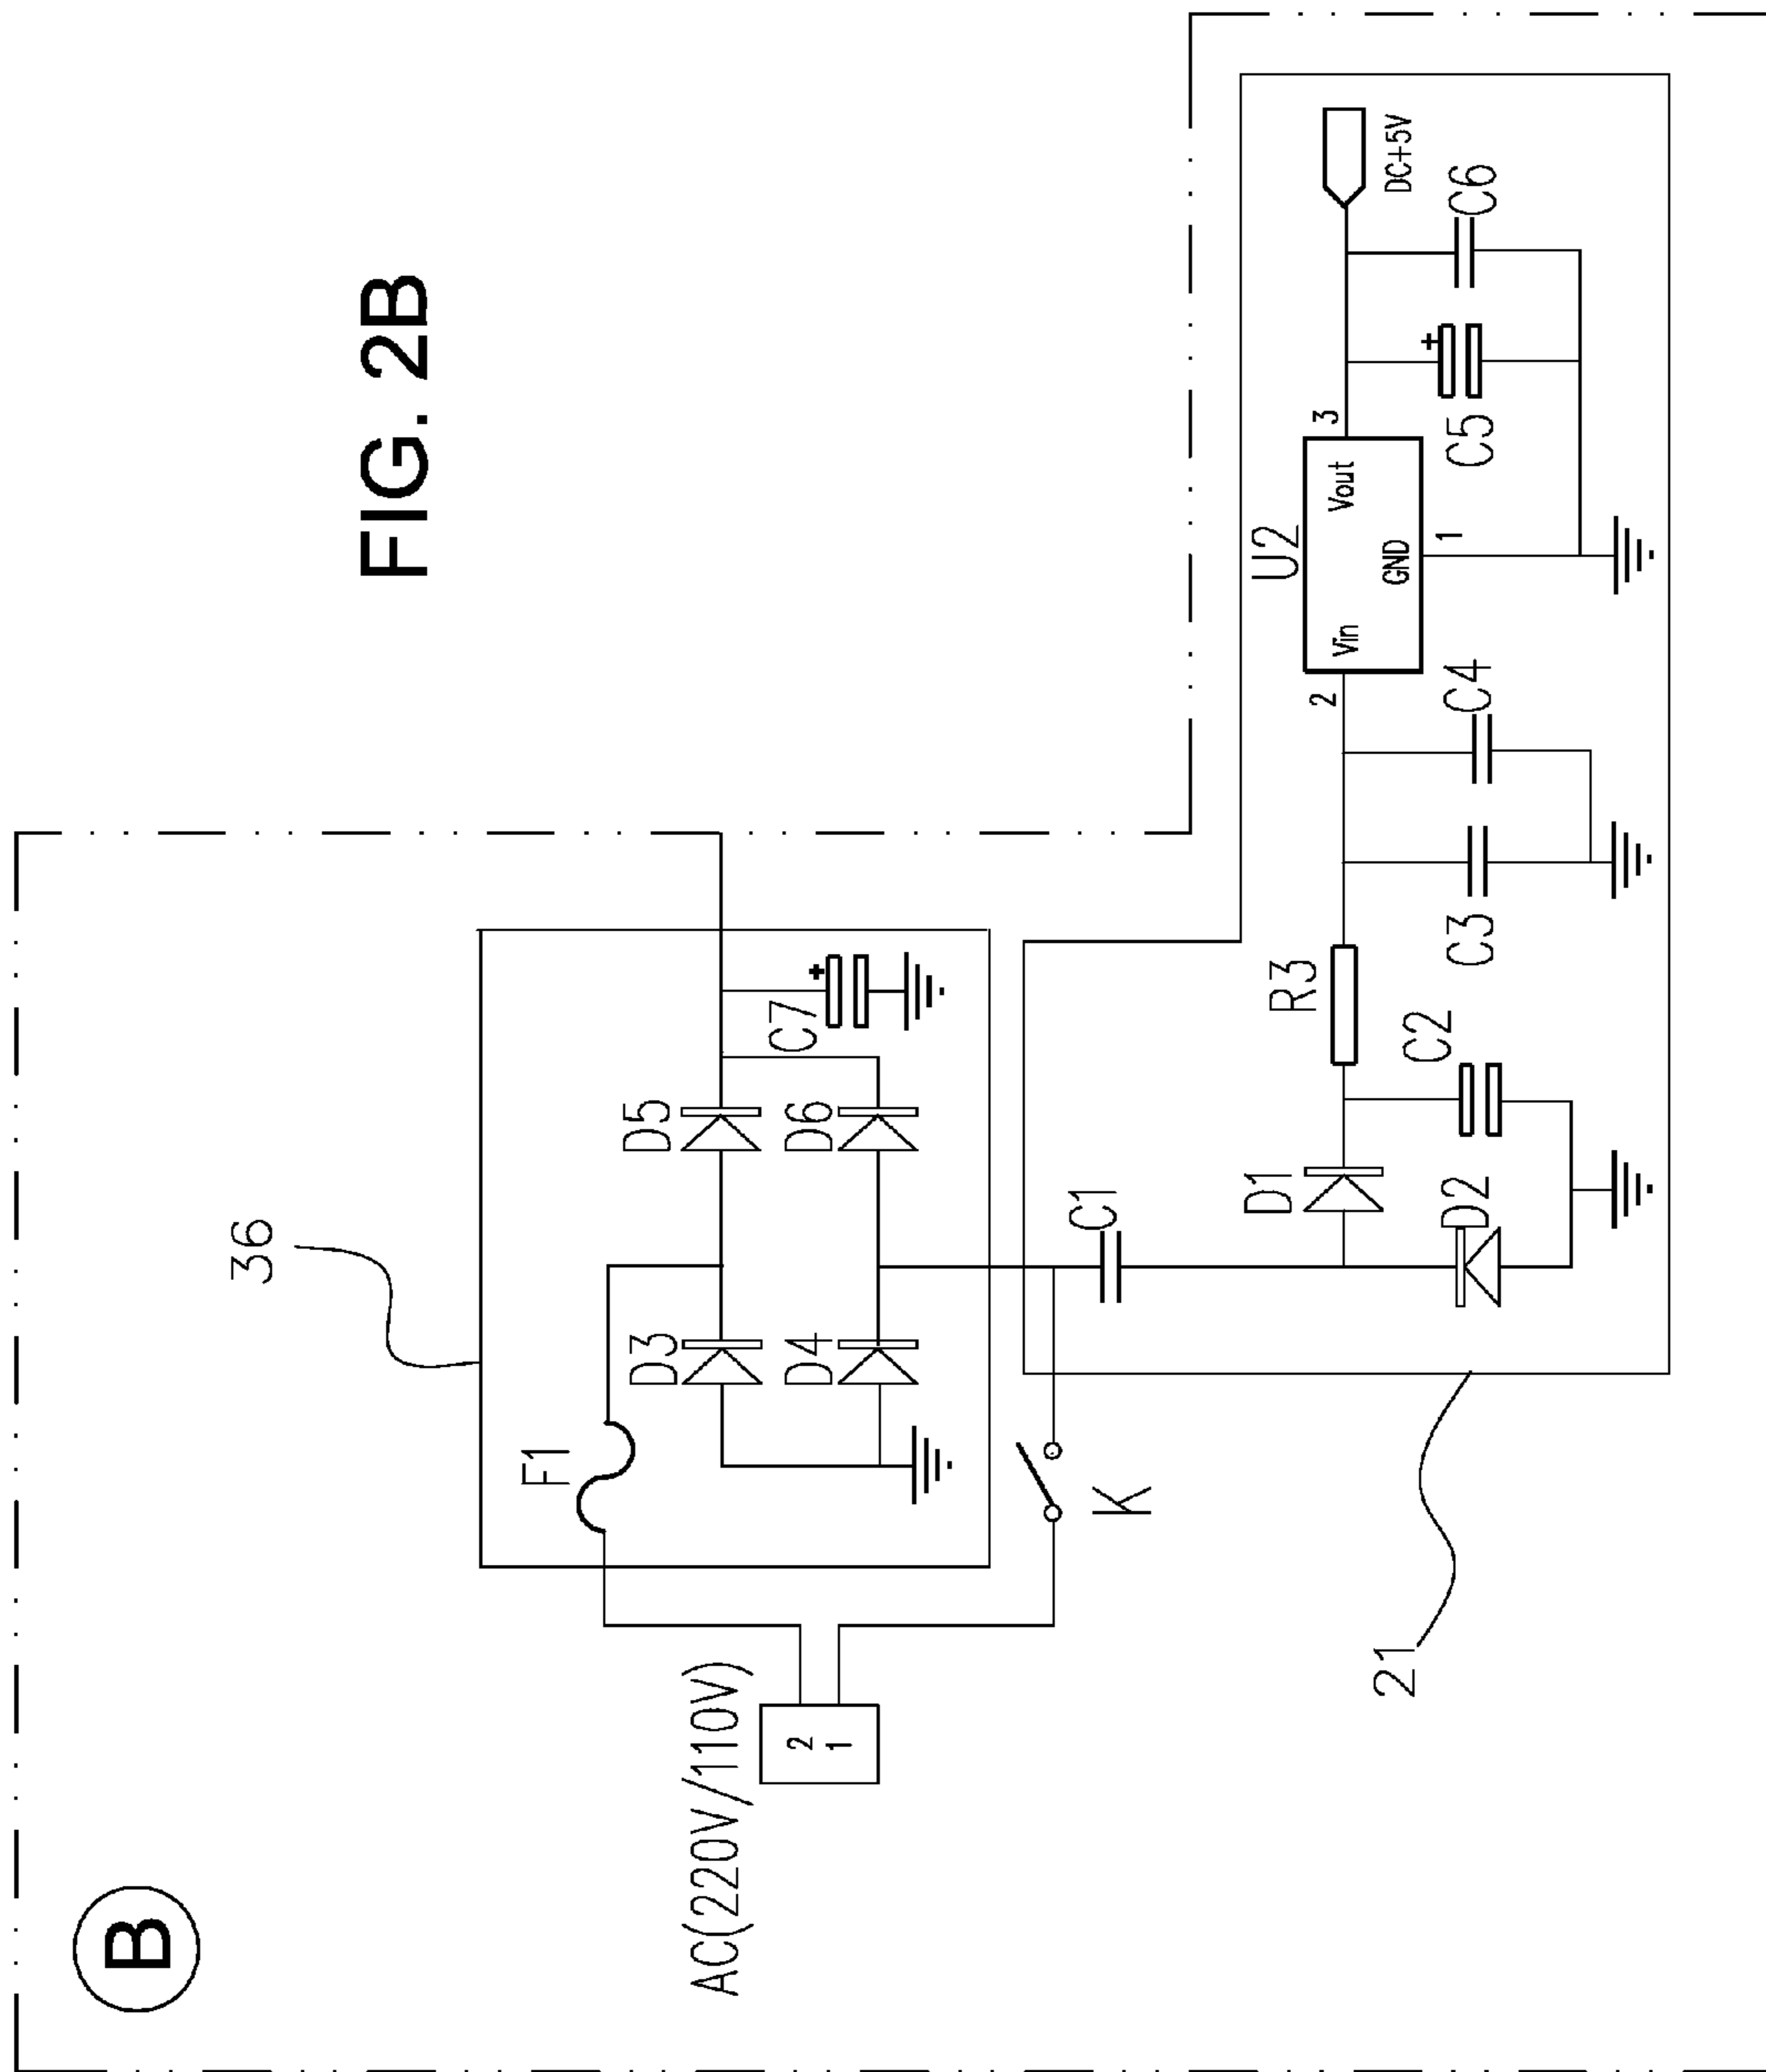 B
FIG. 2B
36
F1
D3
D5
D4
D6
C7
AC(220V/110V)
2
1
K
C1
D1
D2
C2
R3
C3
C4
U2
2
Vin
Vout
3
GND
1
C5
+
C6
DC+5V
+
21